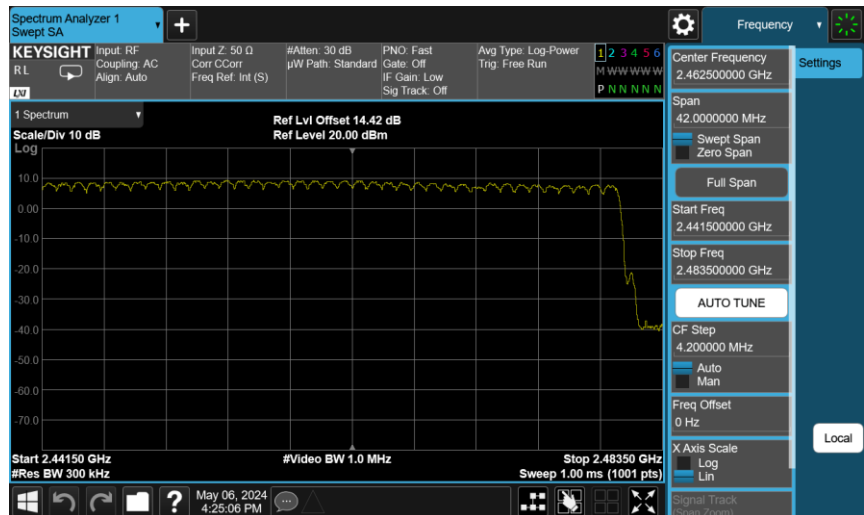 Spectrum Analyzer 1
Swept SA
+
Frequency
KEYSIGHT
R L
LXI
Input: RF
Coupling: AC
Align: Auto
Input Z: 50 Ω
Corr CCorr
Freq Ref: Int (S)
#Atten: 30 dB
µW Path: Standard
PNO: Fast
Gate: Off
IF Gain: Low
Sig Track: Off
Avg Type: Log-Power
Trig: Free Run
1 2 3 4 5 6
M W W W W W
P N N N N N
1 Spectrum
Scale/Div 10 dB
Log
Ref Lvl Offset 14.42 dB
Ref Level 20.00 dBm
10.0
0.00
-10.0
-20.0
-30.0
-40.0
-50.0
-60.0
-70.0
Start 2.44150 GHz
#Res BW 300 kHz
#Video BW 1.0 MHz
Stop 2.48350 GHz
Sweep 1.00 ms (1001 pts)
?
May 06, 2024
4:25:06 PM
Center Frequency
2.462500000 GHz
Span
42.0000000 MHz
Swept Span
Zero Span
Full Span
Start Freq
2.441500000 GHz
Stop Freq
2.483500000 GHz
AUTO TUNE
CF Step
4.200000 MHz
Auto
Man
Freq Offset
0 Hz
X Axis Scale
Log
Lin
Signal Track
(Span Zoom)
Settings
Local